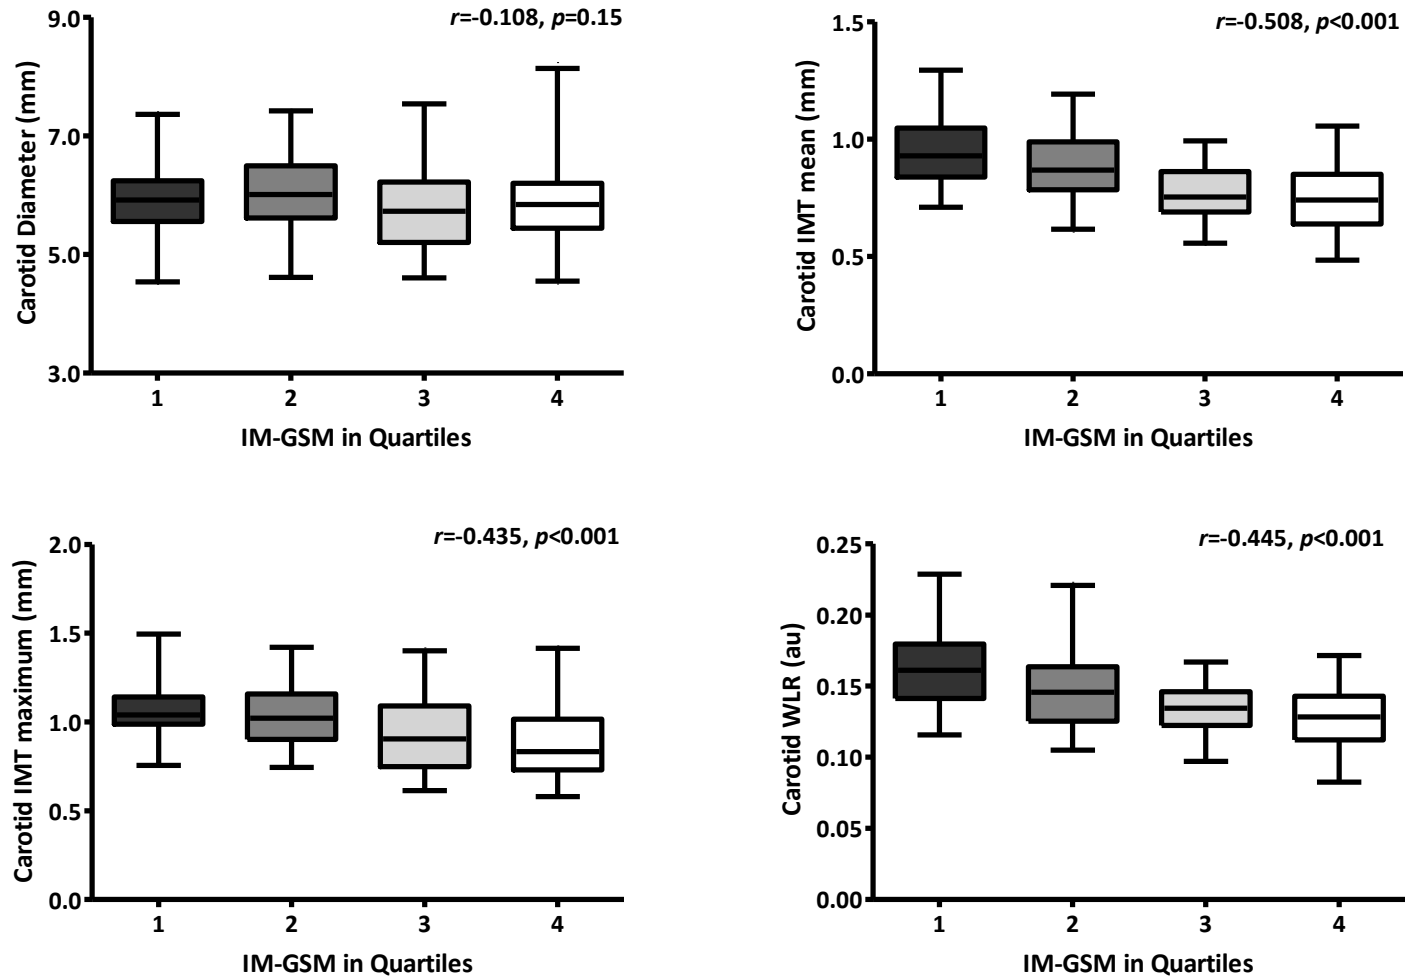 r=-0.108, p=0.15
Carotid Diameter (mm)
9.0
7.0
5.0
3.0
1 2 3 4
IM-GSM in Quartiles
r=-0.508, p<0.001
Carotid IMT mean (mm)
1.5
1.0
0.5
0.0
1 2 3 4
IM-GSM in Quartiles
r=-0.435, p<0.001
Carotid IMT maximum (mm)
2.0
1.5
1.0
0.5
0.0
1 2 3 4
IM-GSM in Quartiles
r=-0.445, p<0.001
Carotid WLR (au)
0.25
0.20
0.15
0.10
0.05
0.00
1 2 3 4
IM-GSM in Quartiles